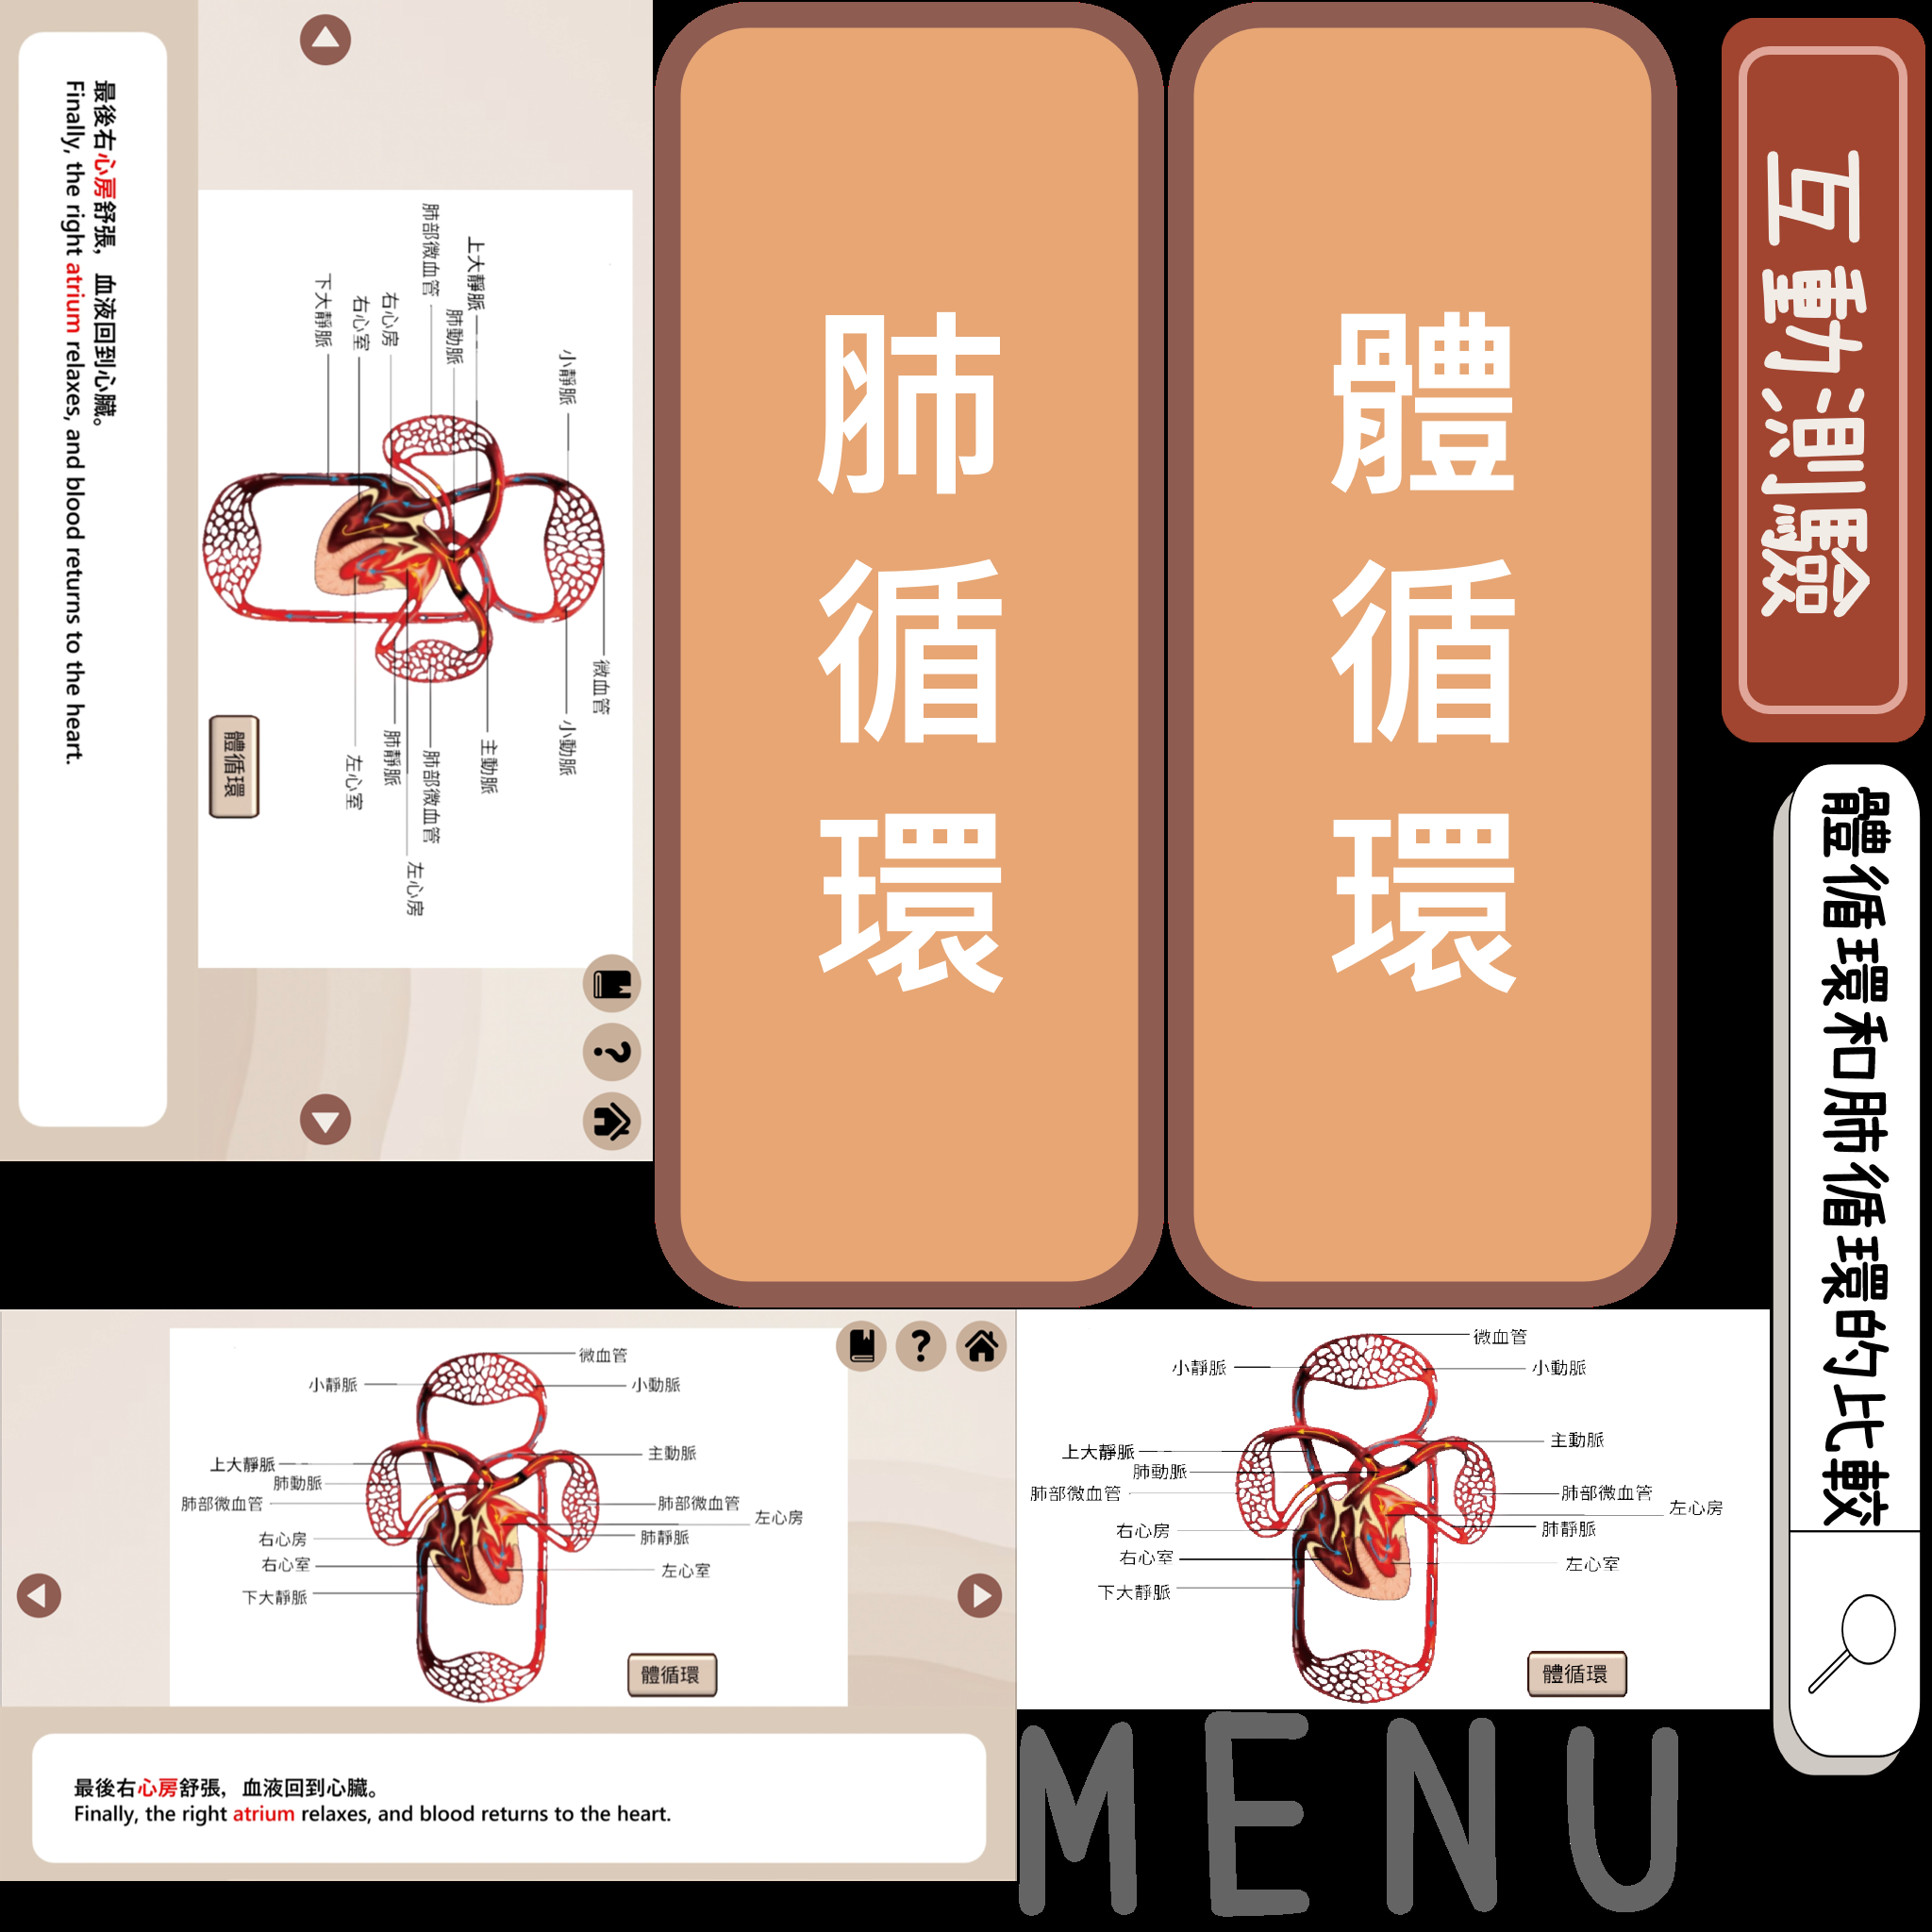 最後右心房舒張，血液回到心臟。
Finally, the right atrium relaxes, and blood returns to the heart.
肺部微血管
上大靜脈
下大靜脈
右心室
右心房
肺動脈
小靜脈
微血管
小動脈
主動脈
肺部微血管
肺靜脈
左心室
左心房
體循環
?
肺循環
體循環
互動測驗
體循環和肺循環的比較
微血管
小靜脈
小動脈
上大靜脈
主動脈
肺動脈
肺部微血管
肺部微血管
左心房
右心房
肺靜脈
右心室
左心室
下大靜脈
體循環
?
最後右心房舒張，血液回到心臟。
Finally, the right atrium relaxes, and blood returns to the heart.
微血管
小靜脈
小動脈
主動脈
上大靜脈
肺動脈
肺部微血管
肺部微血管
左心房
右心房
肺靜脈
右心室
左心室
下大靜脈
體循環
MENU